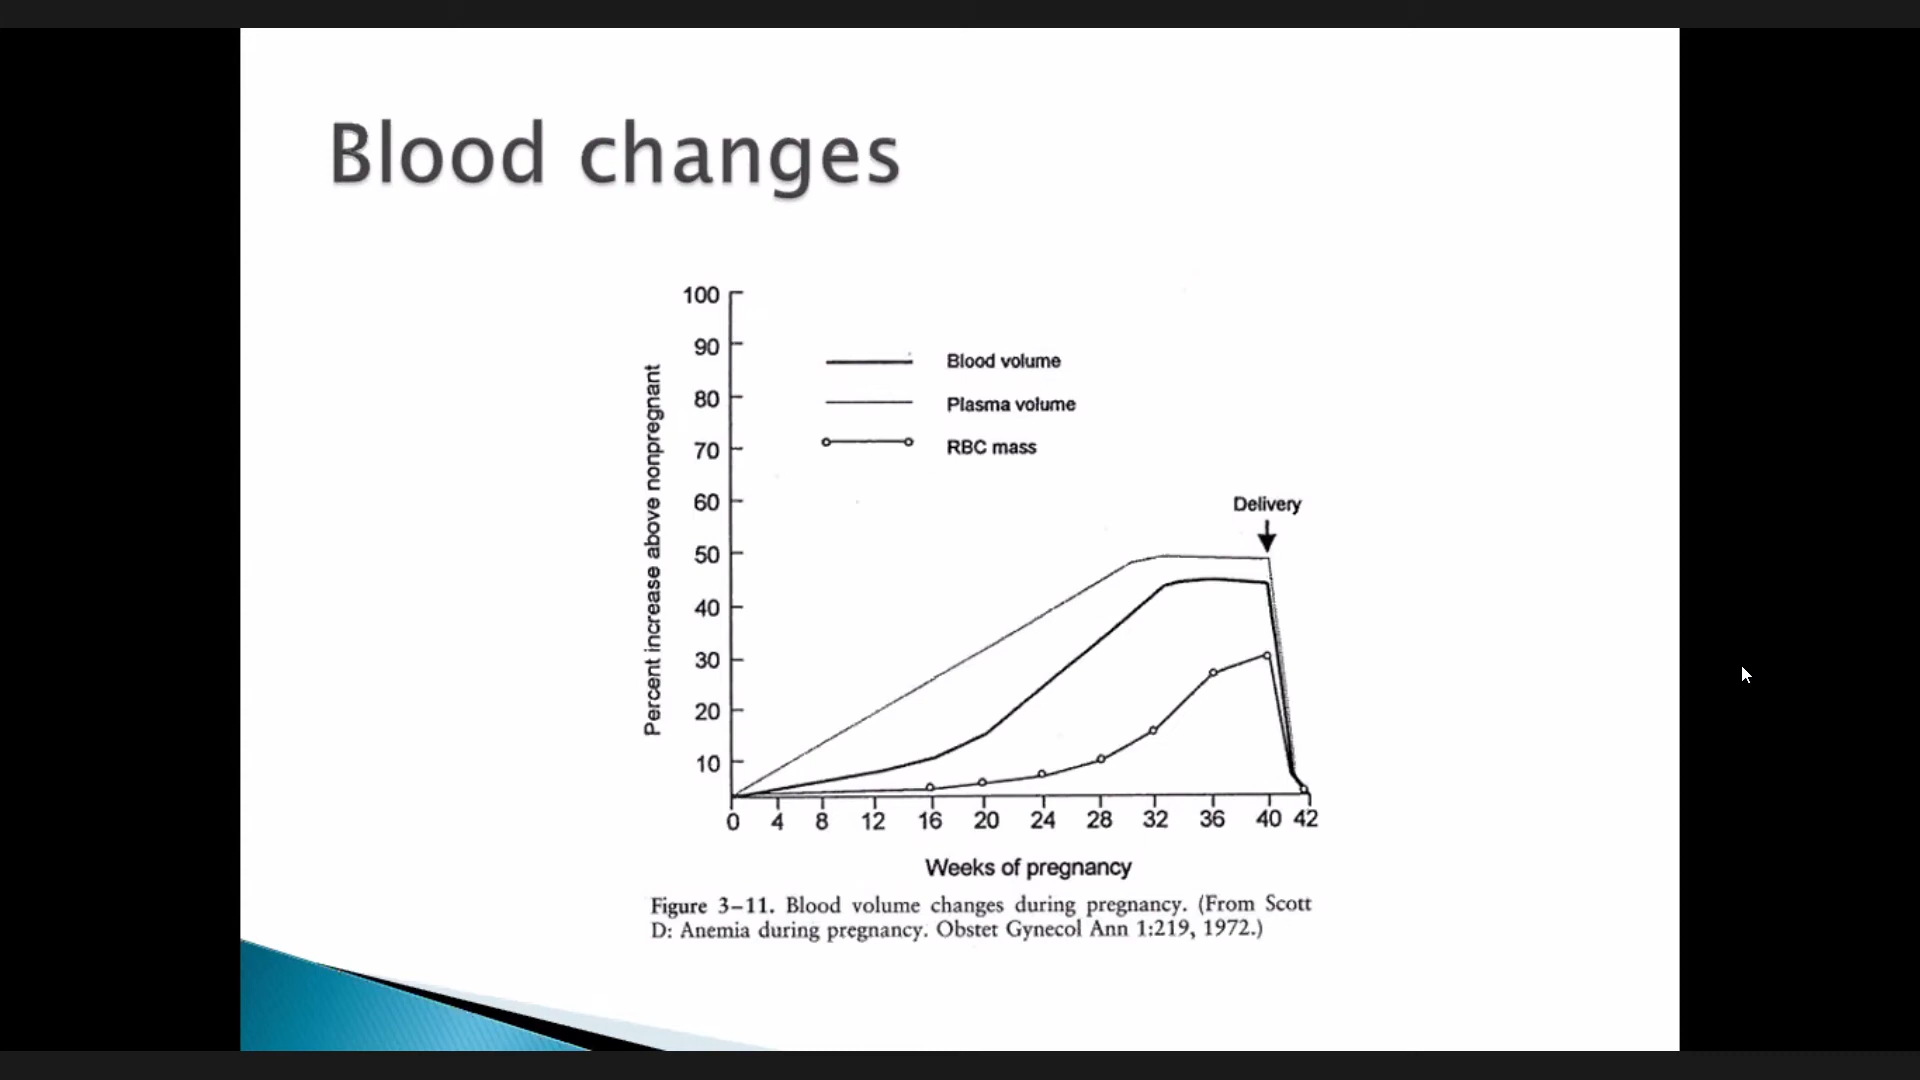 Blood changes
100
90
80
70
60
50
40
30
20
10
Percent increase above nonpregnant
Blood volume
Plasma volume
RBC mass
Delivery
0 4 8 12 16 20 24 28 32 36 40 42
Weeks of pregnancy
Figure 3–11. Blood volume changes during pregnancy. (From Scott
D: Anemia during pregnancy. Obstet Gynecol Ann 1:219, 1972.)